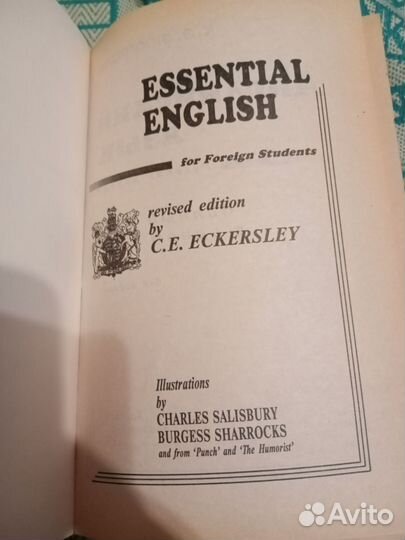 ESSENTIAL
ENGLISH
for Foreign Students
revised edition
by
C.E. ECKERSLEY
Illustrations
by
CHARLES SALISBURY
BURGESS SHARROCKS
and from 'Punch' and 'The Humorist'
Avito